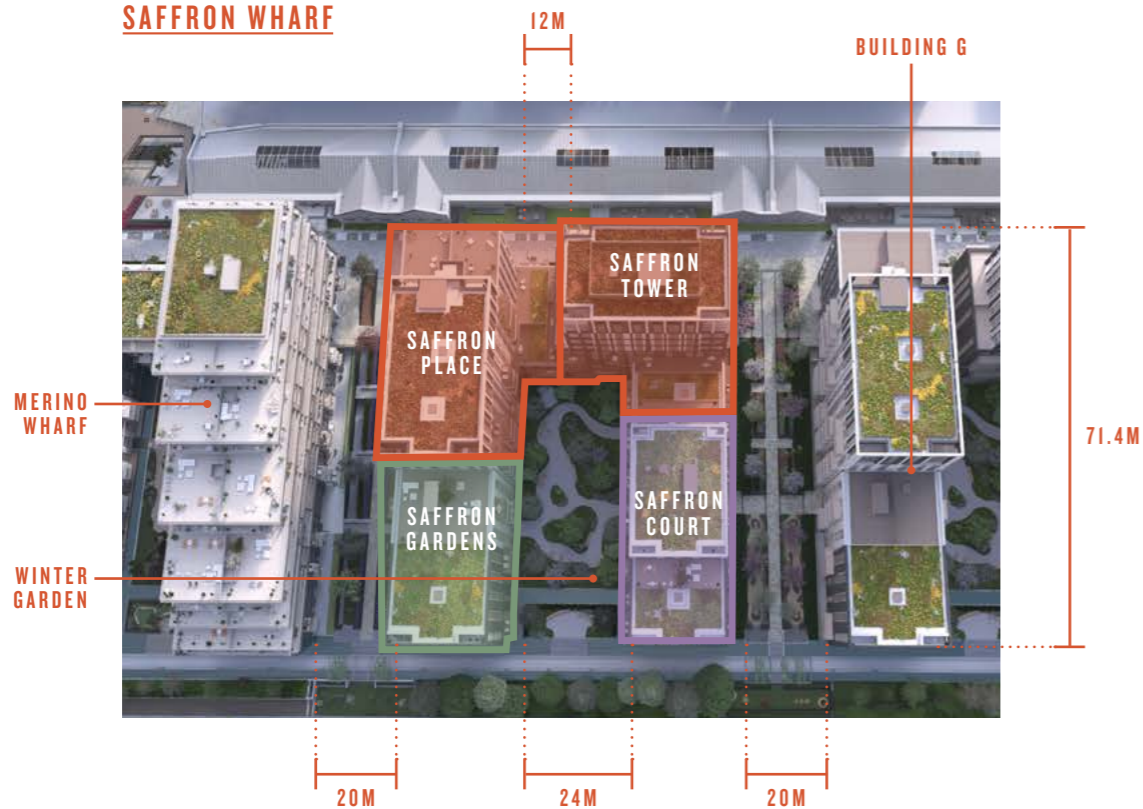 SAFFRON WHARF
12M
BUILDING G
SAFFRON
TOWER
SAFFRON
PLACE
MERINO
WHARF
71.4M
SAFFRON
GARDENS
SAFFRON
COURT
WINTER
GARDEN
20M
24M
20M